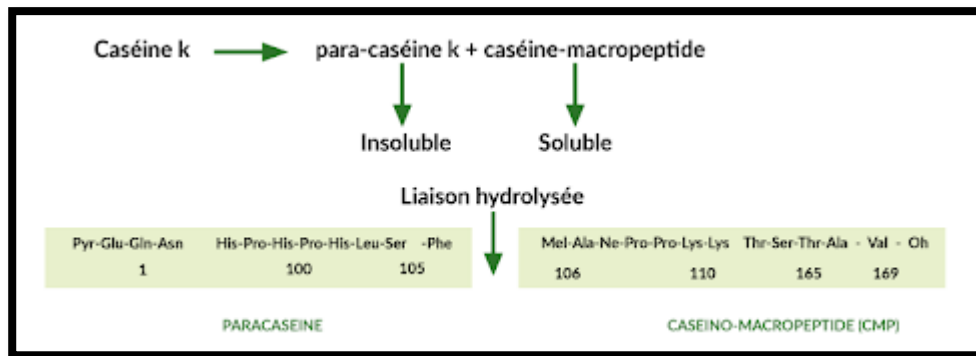 Caséine k para-caséine k + caséine-macropeptide
Insoluble Soluble
Liaison hydrolysée
Pyr-Glu-Gln-Asn His-Pro-His-Pro-His-Leu-Ser -Phe Mel-Ala-Ne-Pro-Pro-Lys-Lys Thr-Ser-Thr-Ala - Val - Oh
1 100 105 106 110 165 169
PARACASEINE CASEINO-MACROPEPTIDE (CMP)